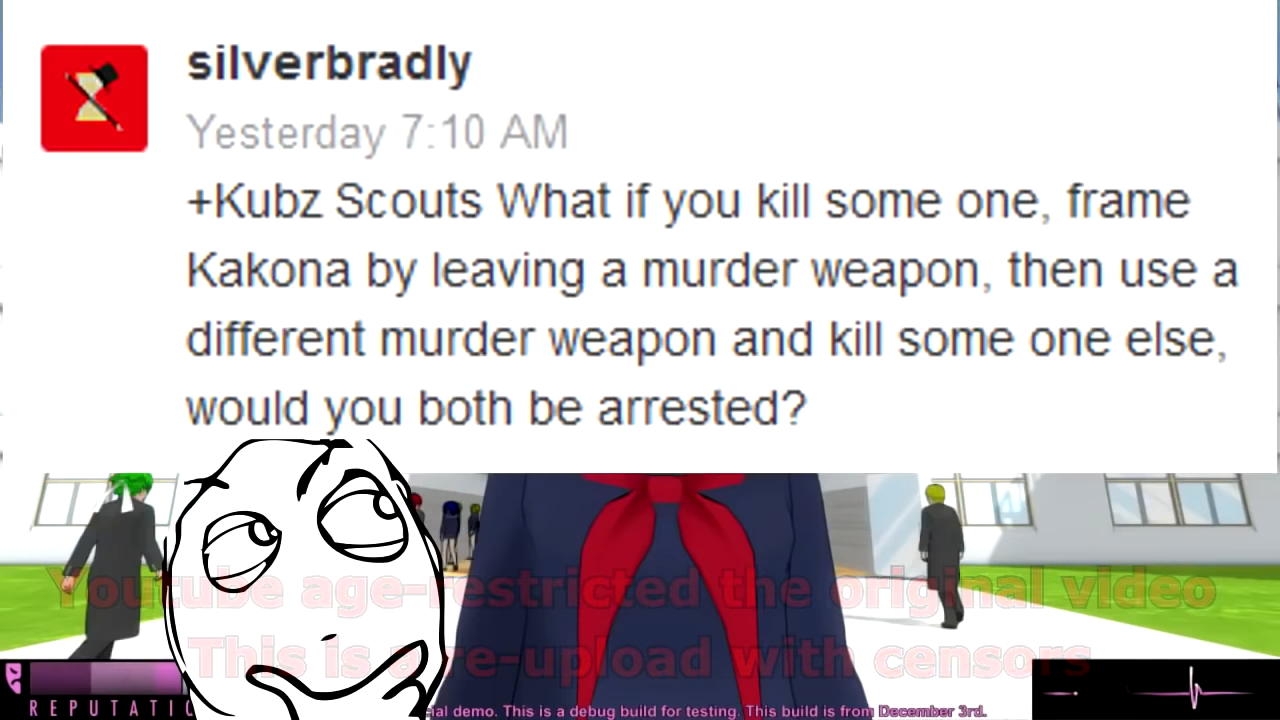 silverbradly
Yesterday 7:10 AM
+Kubz Scouts What if you kill some one, frame
Kakona by leaving a murder weapon, then use a
different murder weapon and kill some one else,
would you both be arrested?
Youtube age-restricted the original video
This is a re-upload with censors
REPUTATIO
demo. This is a debug build for testing. This build is from December 3rd.